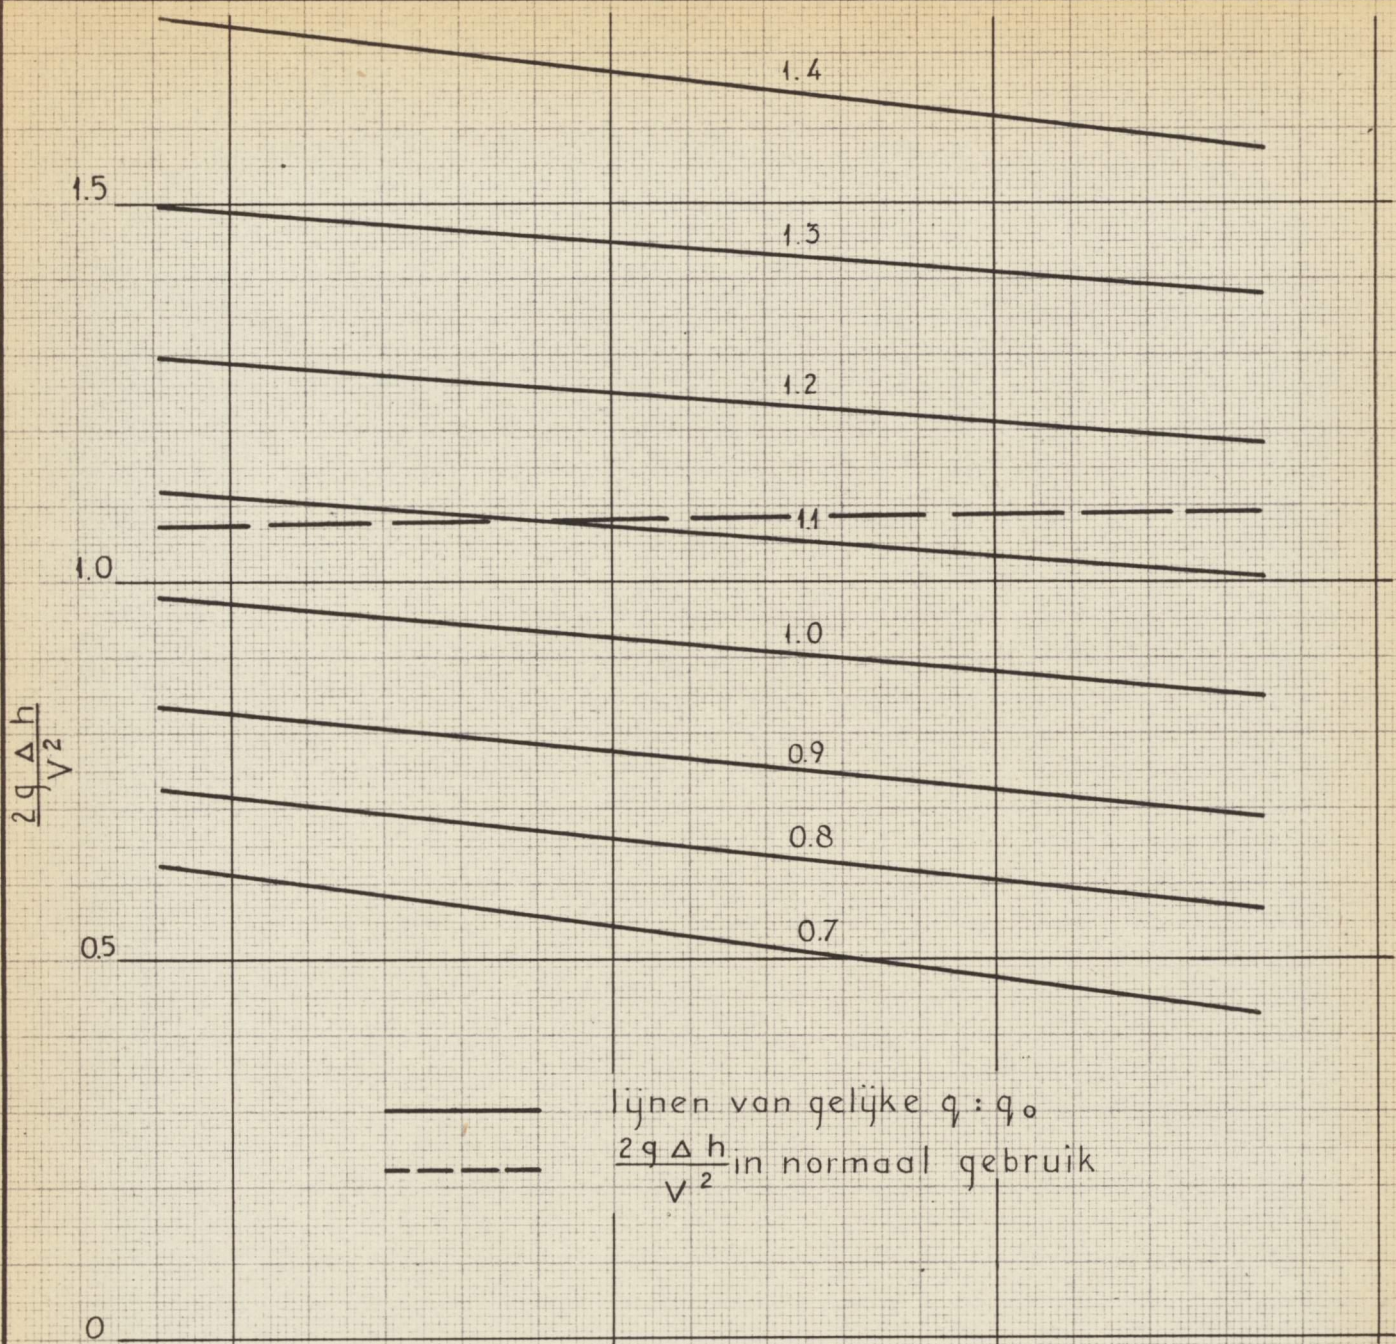 1.4
1.5
1.3
1.2
1.1
1.0
1.0
2g Δ h
V²
0.9
0.8
0.7
0.5
lijnen van gelijke q : q₀
2g Δ h in normaal gebruik
V²
0